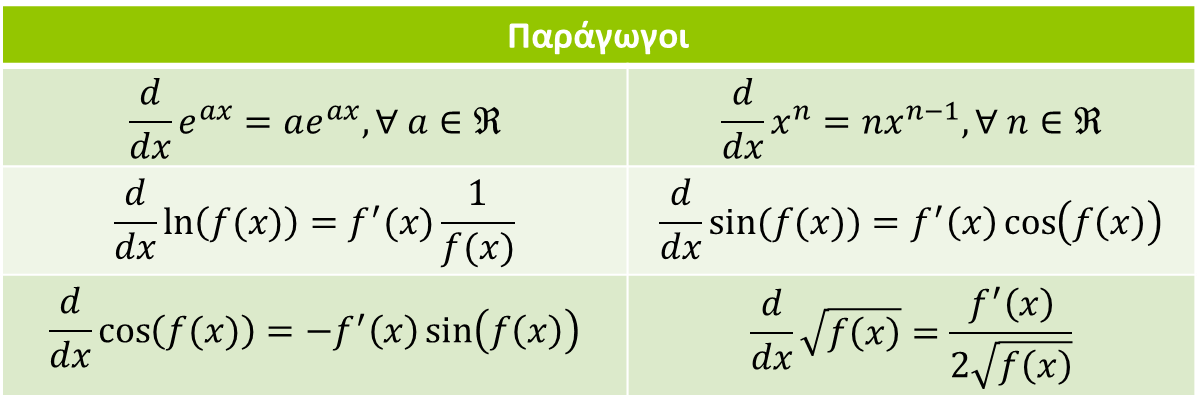 Παράγωγοι
d/dx e^{ax} = ae^{ax}, ∀ a ∈ ℜ
d/dx x^n = nx^{n−1}, ∀ n ∈ ℜ
d/dx ln(f(x)) = f′(x) 1/f(x)
d/dx sin(f(x)) = f′(x) cos(f(x))
d/dx cos(f(x)) = −f′(x) sin(f(x))
d/dx √f(x) = f′(x)/2√f(x)